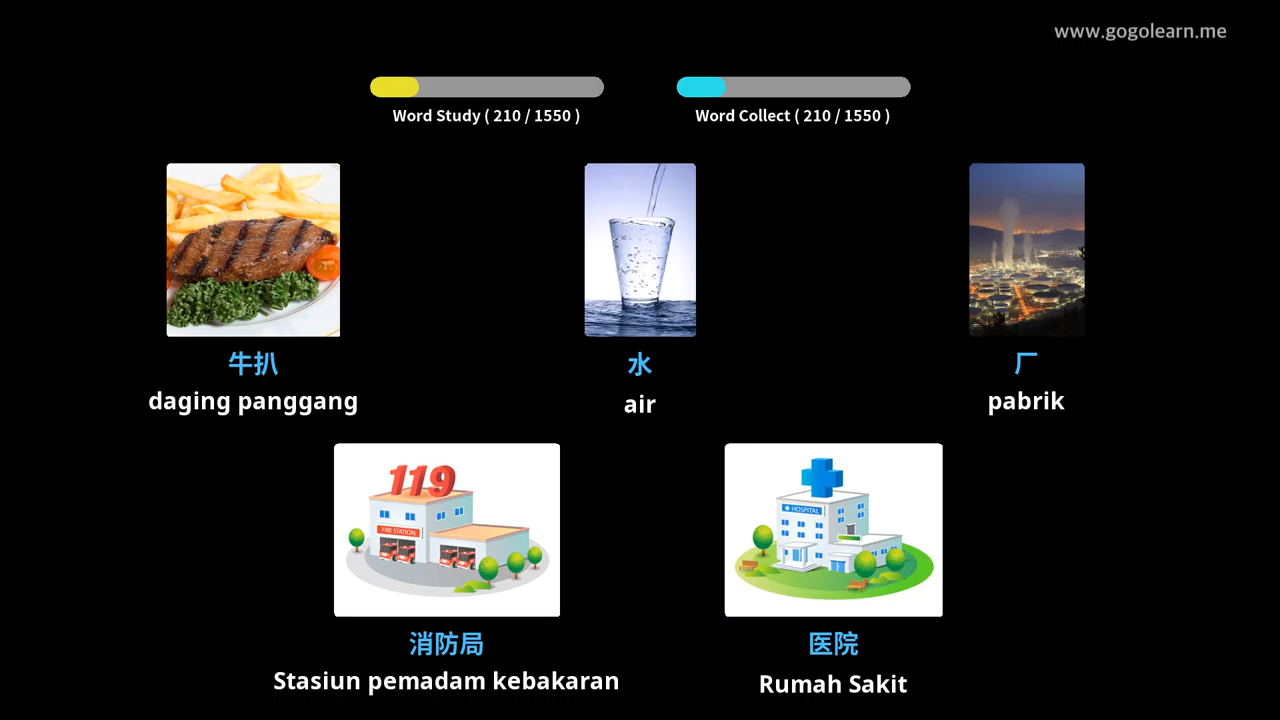 www.gogolearn.me
Word Study ( 210 / 1550 )
Word Collect ( 210 / 1550 )
牛扒
水
厂
daging panggang
air
pabrik
119
FIRE STATION
HOSPITAL
消防局
医院
Stasiun pemadam kebakaran
Rumah Sakit